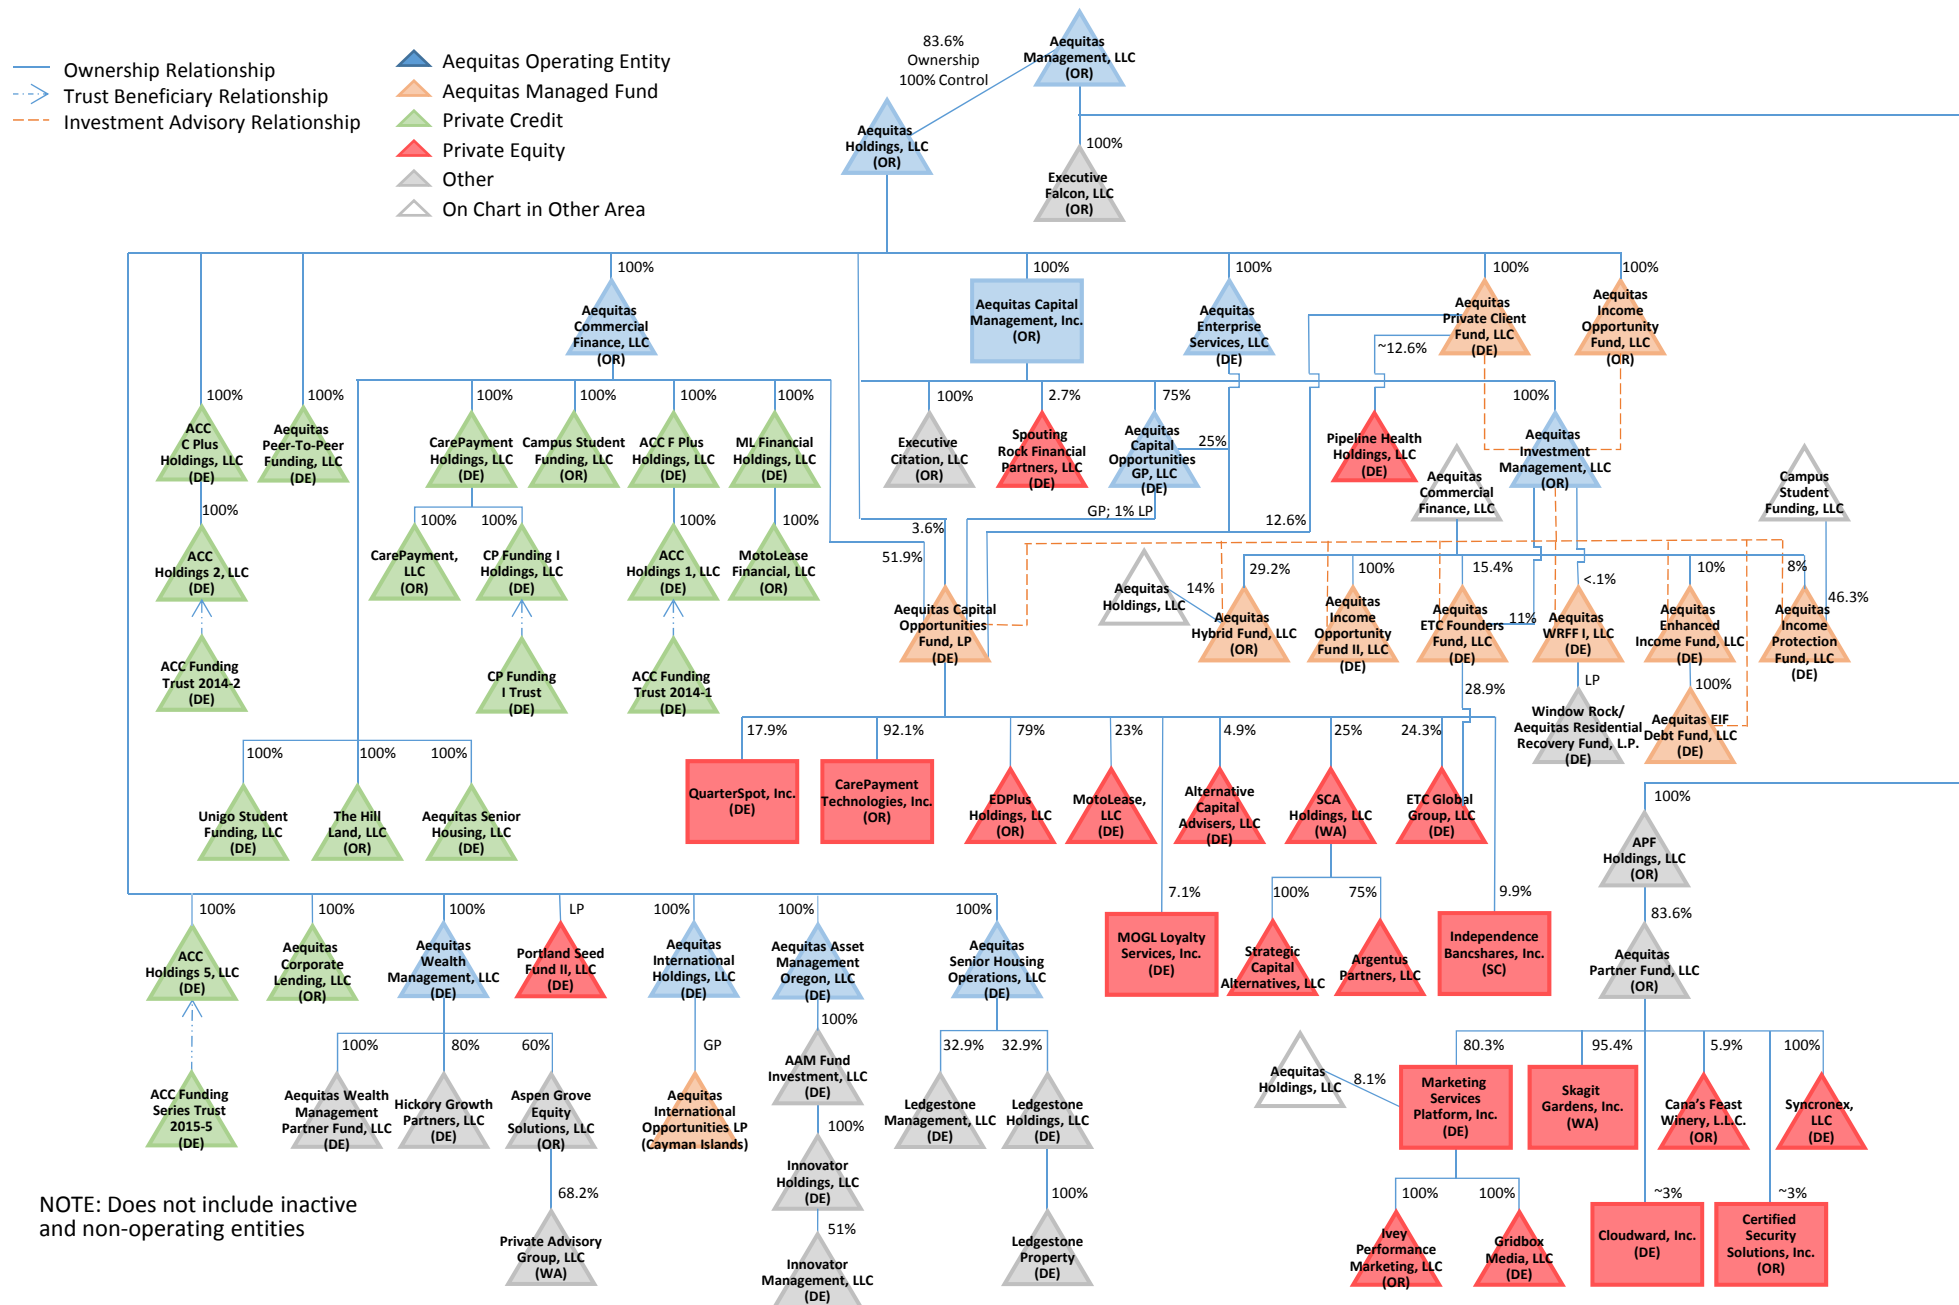 Ownership Relationship
Trust Beneficiary Relationship
Investment Advisory Relationship
Aequitas Operating Entity
Aequitas Managed Fund
Private Credit
Private Equity
Other
On Chart in Other Area
Aequitas
Management, LLC
(OR)
83.6%
Ownership
100% Control
Aequitas
Holdings, LLC
(OR)
100%
Executive
Falcon, LLC
(OR)
100%
Aequitas
Commercial
Finance, LLC
(OR)
100%
Aequitas Capital
Management, Inc.
(OR)
100%
Aequitas
Enterprise
Services, LLC
(DE)
100%
Aequitas
Private Client
Fund, LLC
(DE)
100%
Aequitas
Income
Opportunity
Fund, LLC
(OR)
~12.6%
100%
ACC
C Plus
Holdings, LLC
(DE)
100%
Aequitas
Peer-To-Peer
Funding, LLC
(DE)
100%
CarePayment
Holdings, LLC
(DE)
100%
Campus Student
Funding, LLC
(OR)
100%
ACC F Plus
Holdings, LLC
(DE)
100%
ML Financial
Holdings, LLC
(DE)
100%
Executive
Citation, LLC
(OR)
2.7%
Spouting
Rock Financial
Partners, LLC
(DE)
75%
Aequitas
Capital
Opportunities
GP, LLC
(DE)
25%
Pipeline Health
Holdings, LLC
(DE)
100%
Aequitas
Investment
Management, LLC
(OR)
Aequitas
Commercial
Finance, LLC
Campus
Student
Funding, LLC
100%
ACC
Holdings 2, LLC
(DE)
100%
CarePayment,
LLC
(OR)
100%
CP Funding I
Holdings, LLC
(DE)
100%
ACC
Holdings 1, LLC
(DE)
100%
MotoLease
Financial, LLC
(OR)
GP; 1% LP
3.6%
51.9%
12.6%
Aequitas Capital
Opportunities
Fund, LP
(DE)
Aequitas
Holdings, LLC
14%
29.2%
Aequitas
Hybrid Fund, LLC
(OR)
100%
Aequitas
Income
Opportunity
Fund II, LLC
(DE)
15.4%
Aequitas
ETC Founders
Fund, LLC
(DE)
11%
<.1%
Aequitas
WRFF I, LLC
(DE)
10%
Aequitas
Enhanced
Income Fund, LLC
(DE)
8%
46.3%
Aequitas
Income
Protection
Fund, LLC
(DE)
ACC Funding
Trust 2014-2
(DE)
CP Funding
I Trust
(DE)
ACC Funding
Trust 2014-1
(DE)
28.9%
LP
Window Rock/
Aequitas Residential
Recovery Fund, L.P.
(DE)
100%
Aequitas EIF
Debt Fund, LLC
(DE)
100%
Unigo Student
Funding, LLC
(DE)
100%
The Hill
Land, LLC
(OR)
100%
Aequitas Senior
Housing, LLC
(DE)
17.9%
QuarterSpot, Inc.
(DE)
92.1%
CarePayment
Technologies, Inc.
(OR)
79%
EDPlus
Holdings, LLC
(OR)
23%
MotoLease,
LLC
(DE)
4.9%
Alternative
Capital
Advisers, LLC
(DE)
25%
SCA
Holdings, LLC
(WA)
24.3%
ETC Global
Group, LLC
(DE)
100%
APF
Holdings, LLC
(OR)
7.1%
MOGL Loyalty
Services, Inc.
(DE)
100%
Strategic
Capital
Alternatives, LLC
75%
Argentus
Partners, LLC
9.9%
Independence
Bancshares, Inc.
(SC)
83.6%
Aequitas
Partner Fund, LLC
(OR)
100%
ACC
Holdings 5, LLC
(DE)
100%
Aequitas
Corporate
Lending, LLC
(OR)
100%
Aequitas
Wealth
Management, LLC
(DE)
LP
Portland Seed
Fund II, LLC
(DE)
100%
Aequitas
International
Holdings, LLC
(DE)
100%
Aequitas Asset
Management
Oregon, LLC
(DE)
100%
Aequitas
Senior Housing
Operations, LLC
(DE)
ACC Funding
Series Trust
2015-5
(DE)
100%
Aequitas Wealth
Management
Partner Fund, LLC
(DE)
80%
Hickory Growth
Partners, LLC
(DE)
60%
Aspen Grove
Equity
Solutions, LLC
(OR)
GP
Aequitas
International
Opportunities LP
(Cayman Islands)
100%
AAM Fund
Investment, LLC
(DE)
32.9%
Ledgestone
Management, LLC
(DE)
32.9%
Ledgestone
Holdings, LLC
(DE)
Aequitas
Holdings, LLC
8.1%
80.3%
Marketing
Services
Platform, Inc.
(DE)
95.4%
Skagit
Gardens, Inc.
(WA)
5.9%
Cana's Feast
Winery, L.L.C.
(OR)
100%
Syncronex,
LLC
(DE)
68.2%
Private Advisory
Group, LLC
(WA)
100%
Innovator
Holdings, LLC
(DE)
51%
Innovator
Management, LLC
(DE)
100%
Ledgestone
Property
(DE)
100%
Ivey
Performance
Marketing, LLC
(OR)
100%
Gridbox
Media, LLC
(DE)
~3%
Cloudward, Inc.
(DE)
~3%
Certified
Security
Solutions, Inc.
(OR)
NOTE: Does not include inactive
and non-operating entities